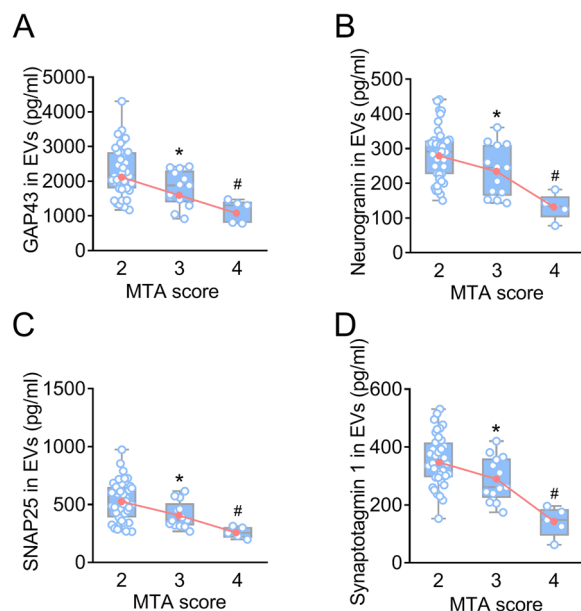 A
GAP43 in EVs (pg/ml)
5000
4000
3000
2000
1000
0
*
#
2 3 4
MTA score
B
Neurogranin in EVs (pg/ml)
500
400
300
200
100
0
*
#
2 3 4
MTA score
C
SNAP25 in EVs (pg/ml)
1500
1000
500
0
*
#
2 3 4
MTA score
D
Synaptotagmin 1 in EVs (pg/ml)
600
400
200
0
*
#
2 3 4
MTA score